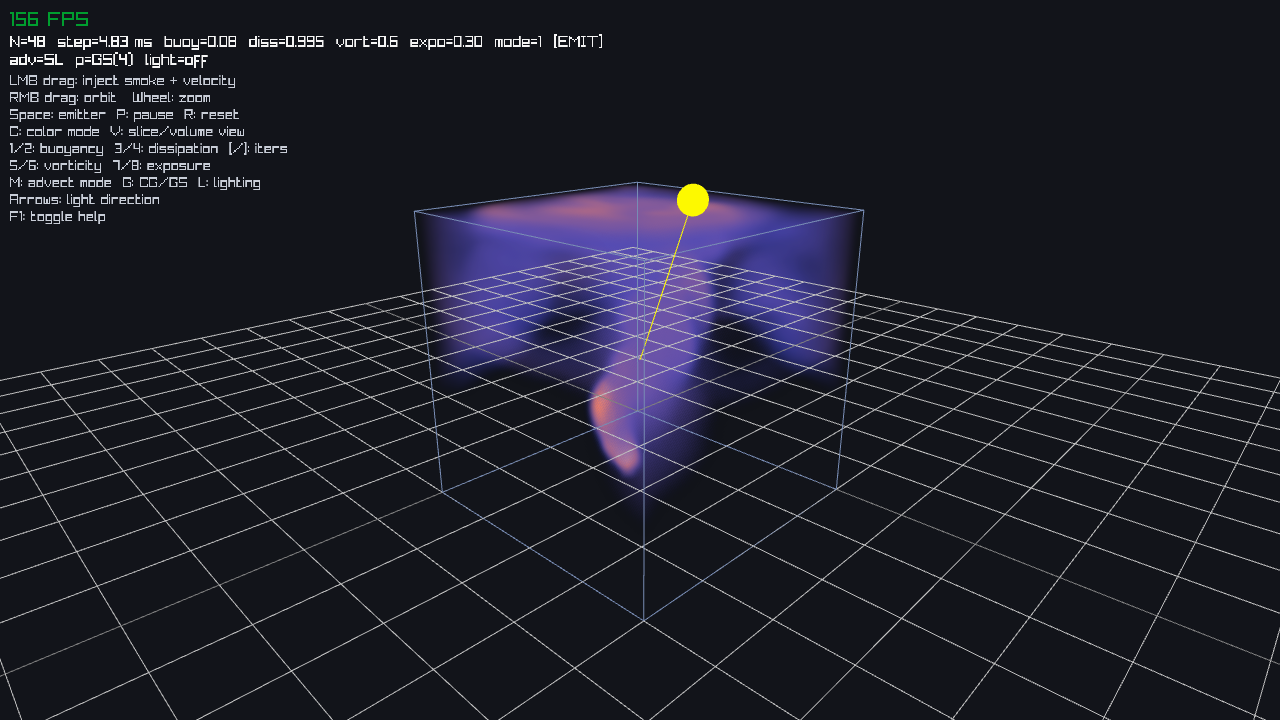 156 FPS
N=48 step=4.83 ms buoy=0.08 diss=0.995 vort=0.6 expo=0.30 mode=1 [EMIT]
adv=SL p=GS(4) light=off
LMB drag: inject smoke + velocity
RMB drag: orbit Wheel: zoom
Space: emitter P: pause R: reset
C: color mode V: slice/volume view
1/2: buoyancy 3/4: dissipation [/]: iters
5/6: vorticity 7/8: exposure
M: advect mode G: CG/GS L: lighting
Arrows: light direction
F1: toggle help